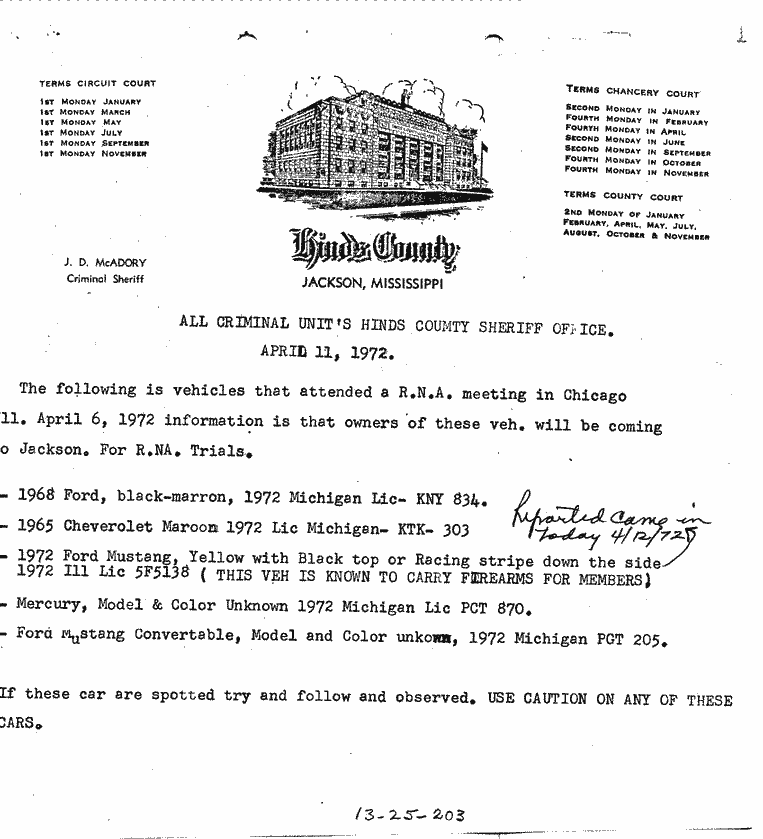 TERMS CIRCUIT COURT
1ST MONDAY JANUARY
1ST MONDAY MARCH
1ST MONDAY MAY
1ST MONDAY JULY
1ST MONDAY SEPTEMBER
1ST MONDAY NOVEMBER
J. D. McADORY
Criminal Sheriff
Hinds County
JACKSON, MISSISSIPPI
TERMS CHANCERY COURT
SECOND MONDAY IN JANUARY
FOURTH MONDAY IN FEBRUARY
FOURTH MONDAY IN APRIL
SECOND MONDAY IN JUNE
SECOND MONDAY IN SEPTEMBER
FOURTH MONDAY IN OCTOBER
FOURTH MONDAY IN NOVEMBER
TERMS COUNTY COURT
2ND MONDAY OF JANUARY
FEBRUARY, APRIL, MAY, JULY,
AUGUST, OCTOBER & NOVEMBER
ALL CRIMINAL UNIT'S HINDS COUMTY SHERIFF OFFICE.
APRIL 11, 1972.
The following is vehicles that attended a R.N.A. meeting in Chicago
ll. April 6, 1972 information is that owners of these veh. will be coming
o Jackson. For R.NA. Trials.
- 1968 Ford, black-marron, 1972 Michigan Lic- KNY 834.
- 1965 Cheverolet Maroon 1972 Lic Michigan- KTK- 303
Reported came in
today 4/12/72
- 1972 Ford Mustang, Yellow with Black top or Racing stripe down the side
1972 Ill Lic 5F5138 ( THIS VEH IS KNOWN TO CARRY FIREARMS FOR MEMBERS)
- Mercury, Model & Color Unknown 1972 Michigan Lic PCT 870.
- Ford Mustang Convertable, Model and Color unkown, 1972 Michigan PGT 205.
If these car are spotted try and follow and observed. USE CAUTION ON ANY OF THESE
CARS.
13-25-203